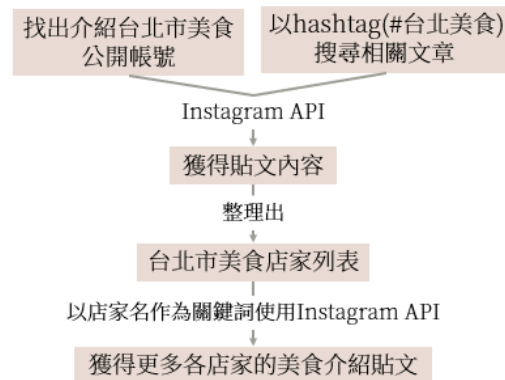 找出介紹台北市美食
公開帳號
以hashtag(#台北美食)
搜尋相關文章
Instagram API
獲得貼文內容
整理出
台北市美食店家列表
以店家名作為關鍵詞使用Instagram API
獲得更多各店家的美食介紹貼文